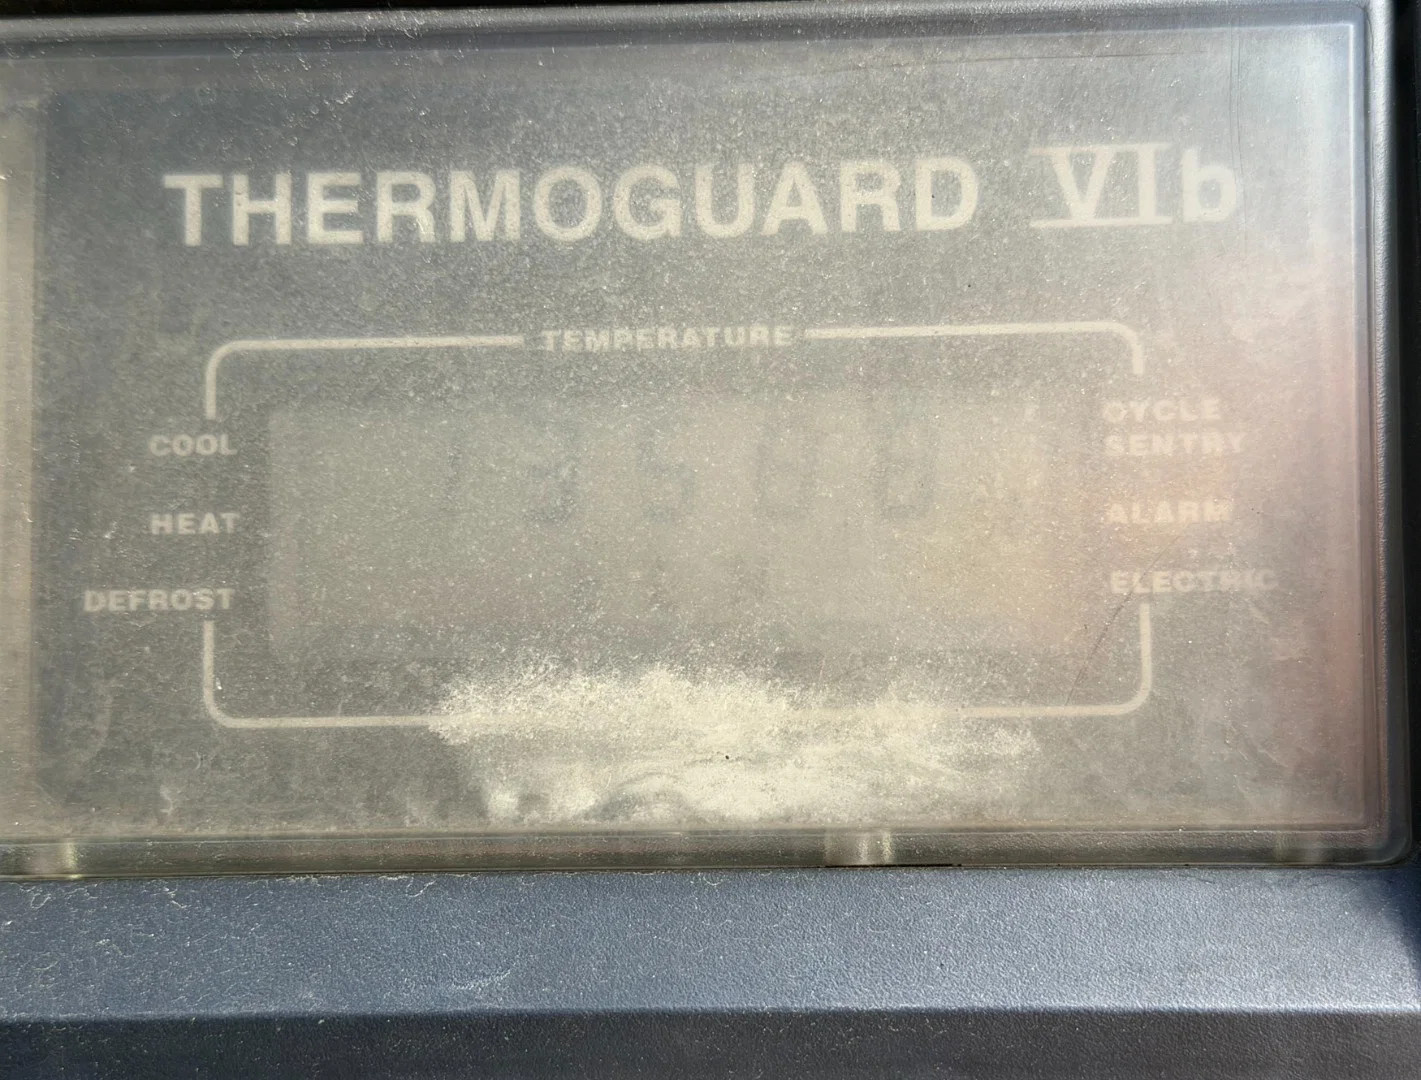 THERMOGUARD VIb
TEMPERATURE
COOL
HEAT
DEFROST
CYCLE
SENTRY
ALARM
ELECTRIC